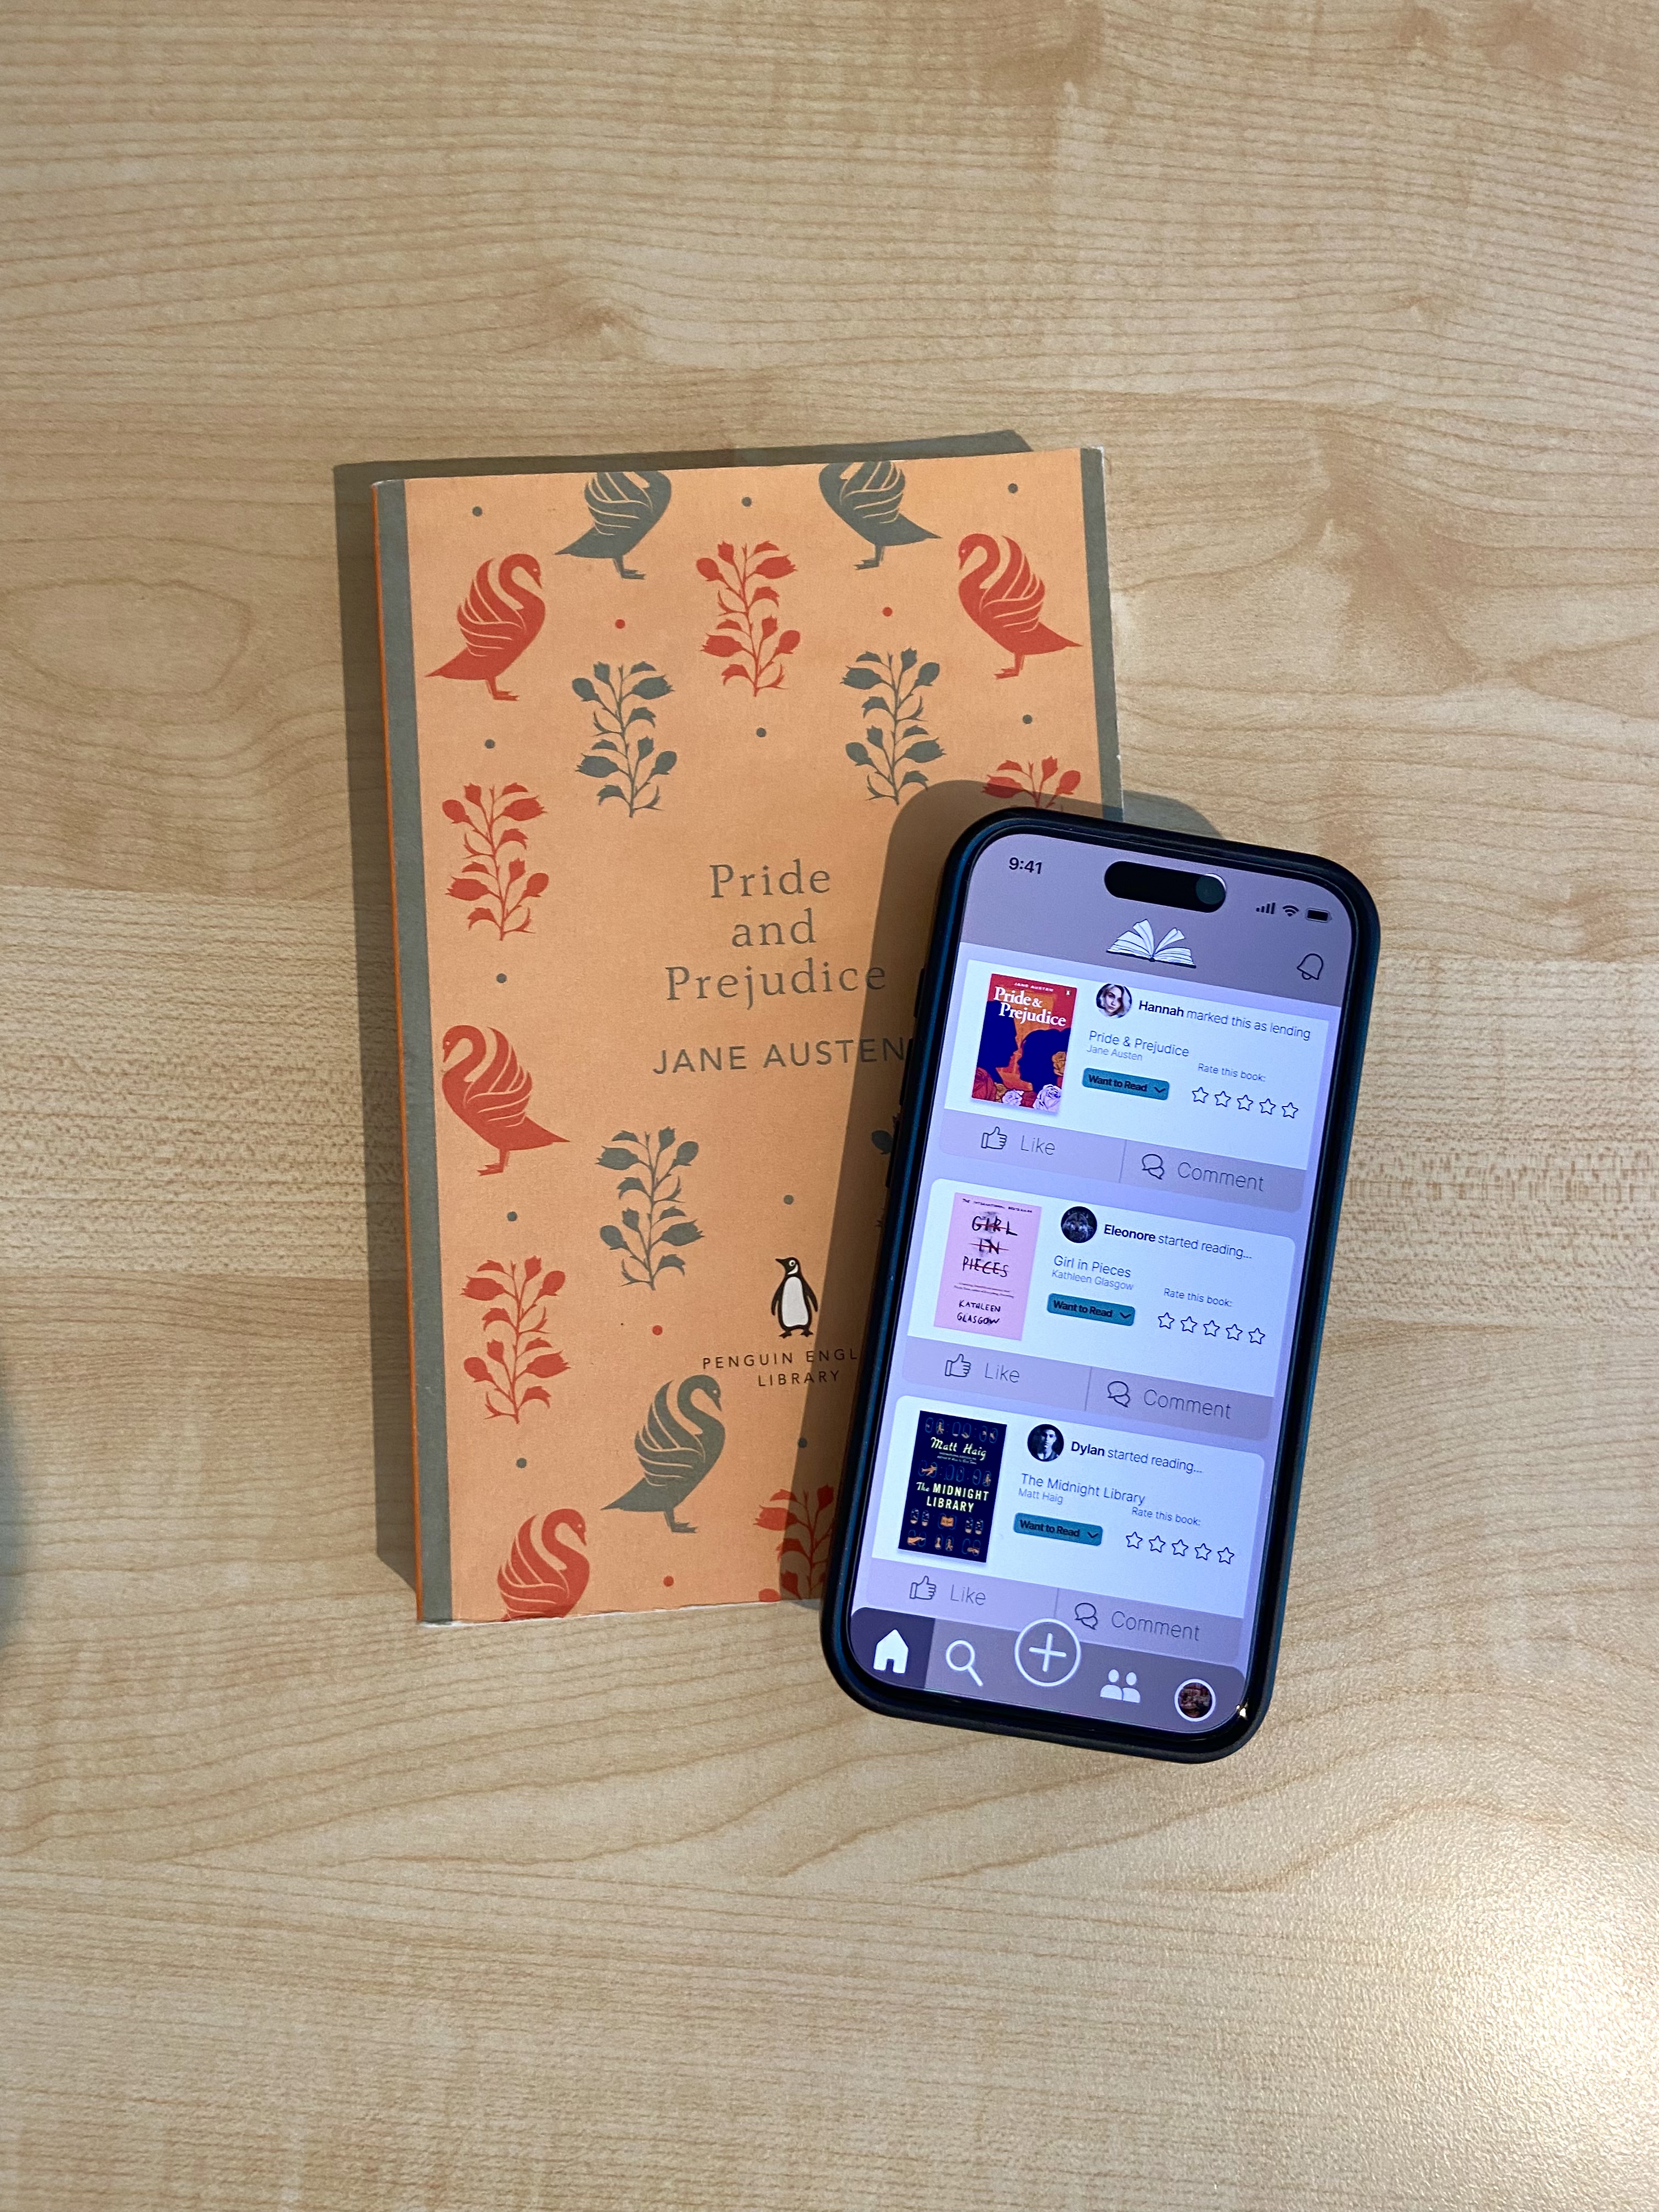 Pride
and
Prejudice
JANE AUSTEN
PENGUIN ENGL
LIBRARY
9:41
JANE AUSTEN
Pride &
Prejudice
Hannah marked this as lending
Pride & Prejudice
Jane Austen
Rate this book:
Want to Read
Like
Comment
GIRL
IN
PIECES
KATHLEEN
GLASGOW
Eleonore started reading...
Girl in Pieces
Kathleen Glasgow
Rate this book:
Want to Read
Like
Comment
Matt Haig
The MIDNIGHT
LIBRARY
Dylan started reading...
The Midnight Library
Matt Haig
Rate this book:
Want to Read
Like
Comment